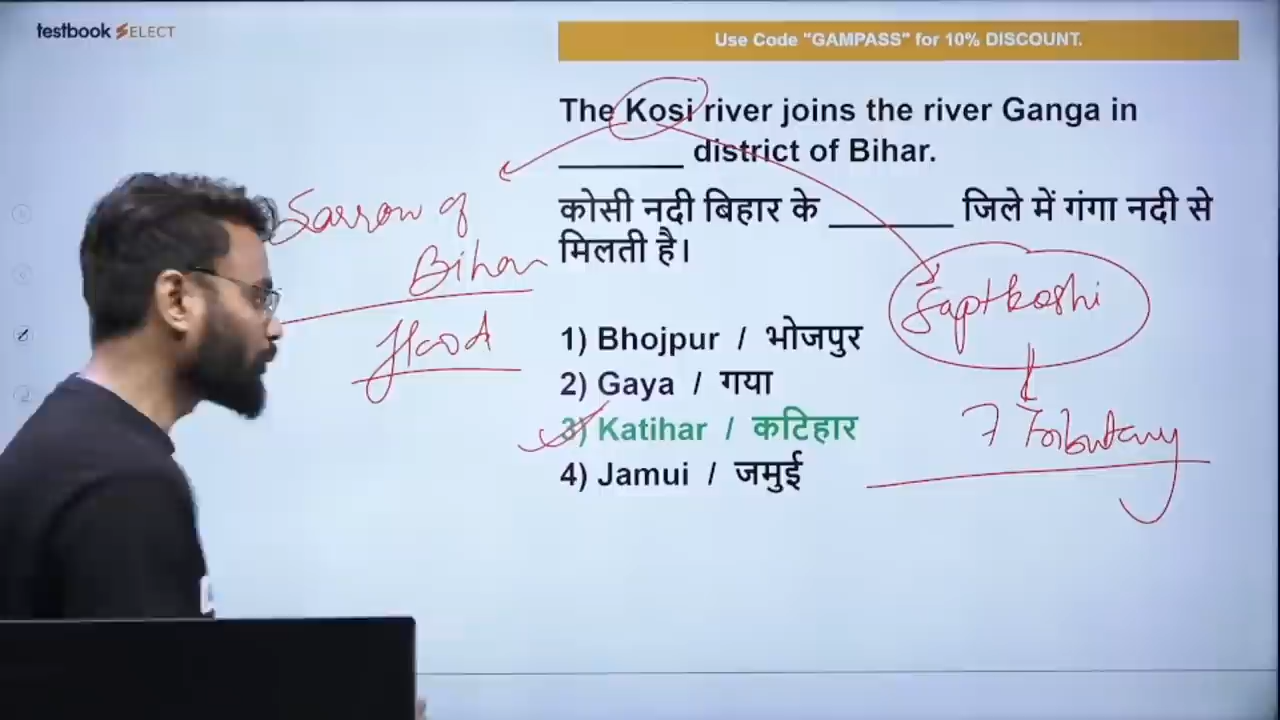 testbook SELECT
Use Code "GAMPASS" for 10% DISCOUNT.
The Kosi river joins the river Ganga in
_______ district of Bihar.
कोसी नदी बिहार के _______ जिले में गंगा नदी से
मिलती है।
Sarrow of
Bihar
flood
Saptkoshi
7 Tributary
1) Bhojpur / भोजपुर
2) Gaya / गया
3) Katihar / कटिहार
4) Jamui / जमुई